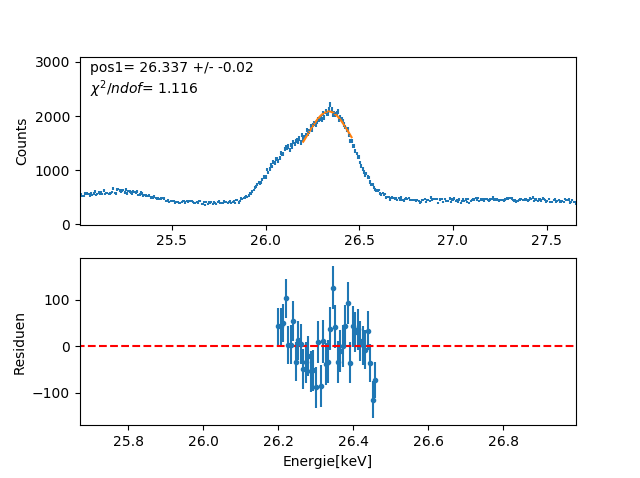 3000
2000
1000
0
Counts
pos1= 26.337 +/- -0.02
χ²/ndof= 1.116
25.5 26.0 26.5 27.0 27.5
100
0
−100
Residuen
25.8 26.0 26.2 26.4 26.6 26.8
Energie[keV]